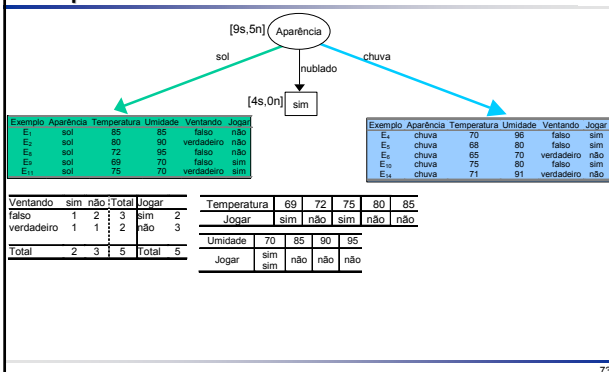 [9s,5n] Aparência
sol
chuva
nublado
[4s,0n] sim
Exemplo Aparência Temperatura Umidade Ventando Jogar
E₁ sol 85 85 falso não
E₂ sol 80 90 verdadeiro não
E₈ sol 72 95 falso não
E₉ sol 69 70 falso sim
E₁₁ sol 75 70 verdadeiro sim
Exemplo Aparência Temperatura Umidade Ventando Jogar
E₄ chuva 70 96 falso sim
E₅ chuva 68 80 falso sim
E₆ chuva 65 70 verdadeiro não
E₁₀ chuva 75 80 falso sim
E₁₄ chuva 71 91 verdadeiro não
Ventando sim não Total Jogar
falso 1 2 3 sim 2
verdadeiro 1 1 2 não 3
Total 2 3 5 Total 5
Temperatura 69 72 75 80 85
Jogar sim não sim não não
Umidade 70 85 90 95
Jogar sim sim não não não